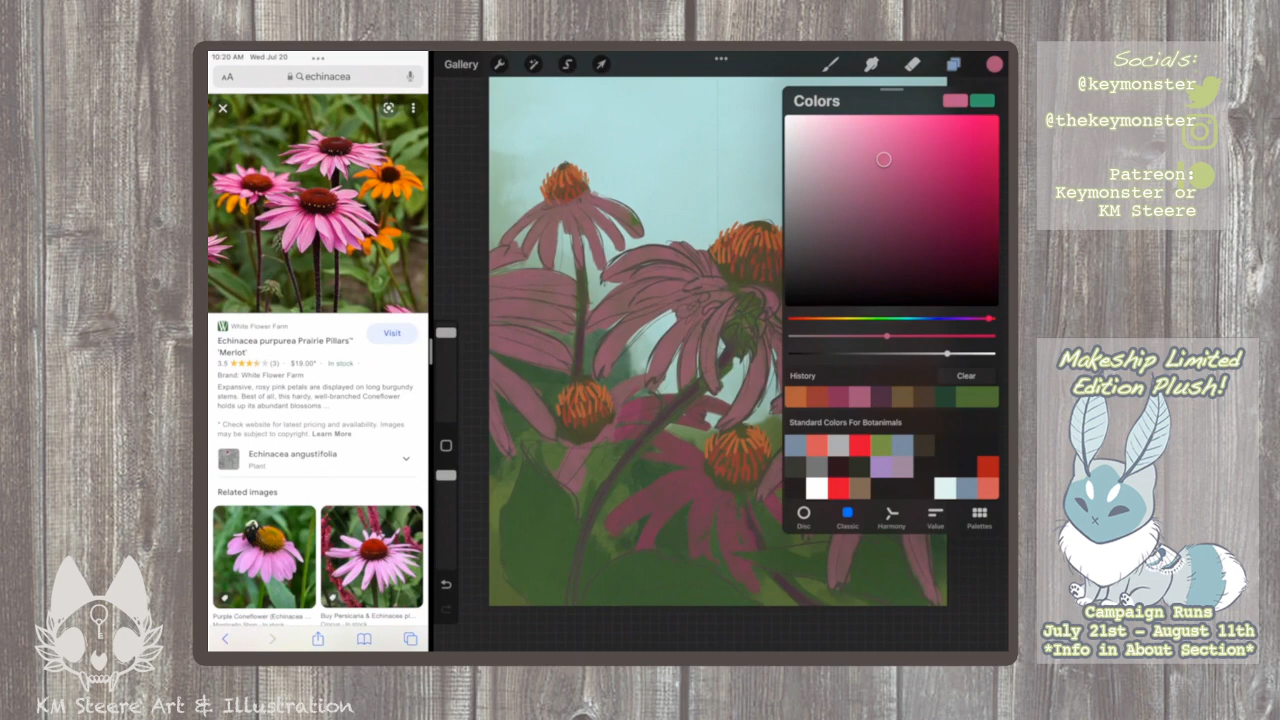 10:20 AM Wed Jul 20
AA
echinacea
White Flower Farm
Visit
Echinacea purpurea Prairie Pillars™
'Merlot'
3.5 (3) · $19.00* · In stock ·
Brand: White Flower Farm
Expansive, rosy pink petals are displayed on long burgundy
stems. Best of all, this hardy, well-branched Coneflower
holds up its abundant blossoms ...
* Check website for latest pricing and availability. Images
may be subject to copyright. Learn More
Echinacea angustifolia
Plant
Related images
Purple Coneflower (Echinacea ...
Buy Persicaria & Echinacea pl...
Gallery
Colors
History
Clear
Standard Colors For Botanimals
Disc
Classic
Harmony
Value
Palettes
Socials:
@keymonster
@thekeymonster
Patreon:
Keymonster or
KM Steere
Makeship Limited
Edition Plush!
Campaign Runs
July 21st – August 11th
*Info in About Section*
KM Steere Art & Illustration